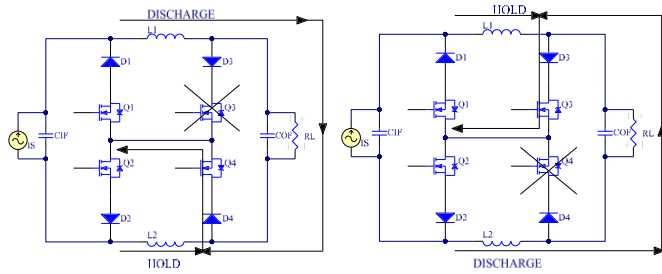 DISCHARGE
L1
D1
D3
Q1
Q3
CIF
IS
COF
RL
Q2
Q4
D2
D4
L2
HOLD
HOLD
L1
D1
D3
Q1
Q3
CIF
IS
COF
RL
Q2
Q4
D2
D4
L2
DISCHARGE